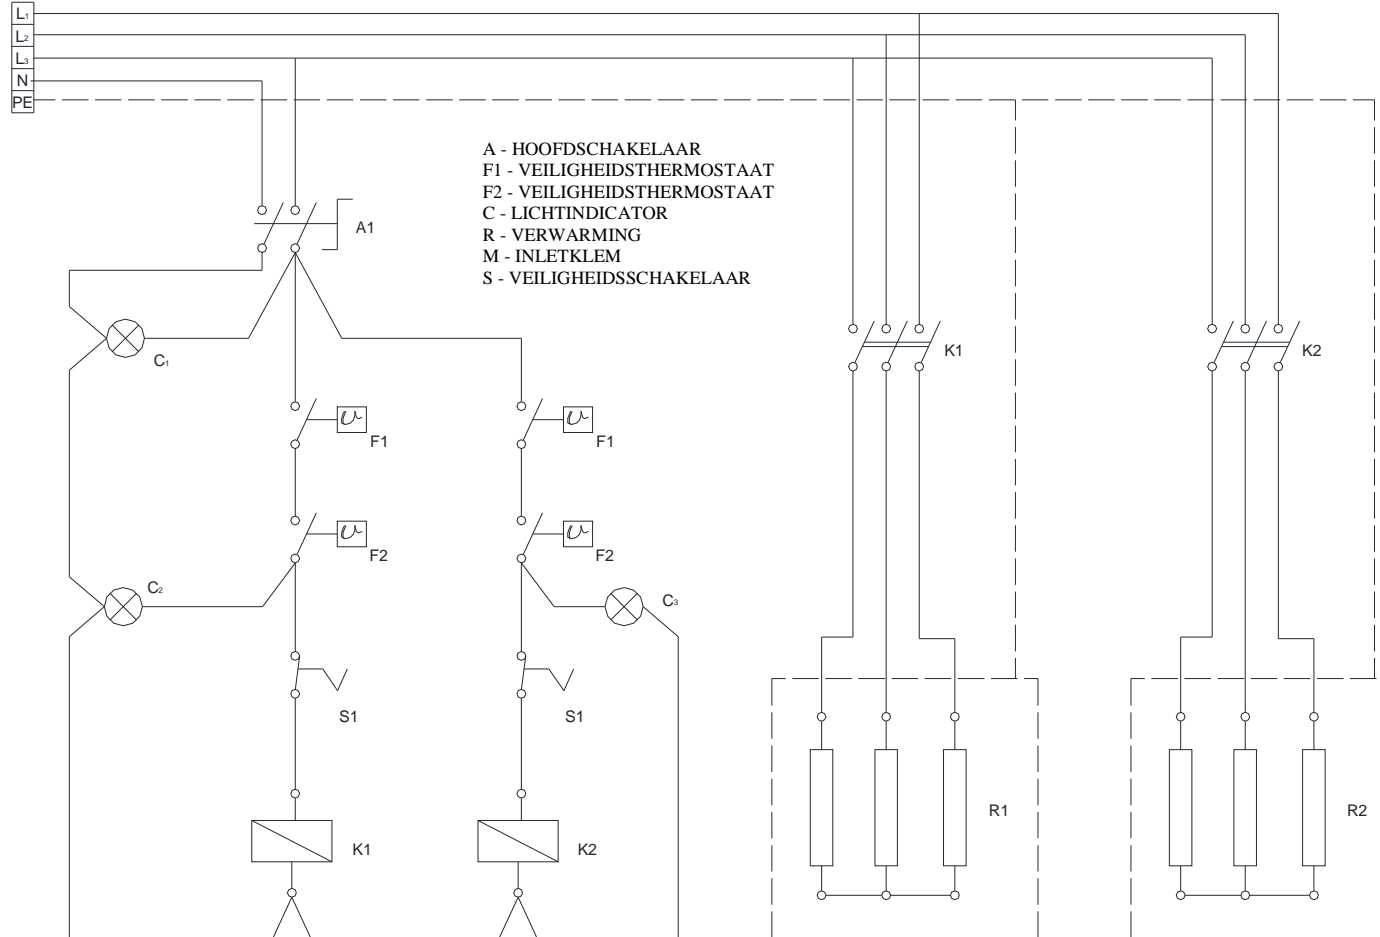 L1
L2
L3
N
PE
A - HOOFDSCHAKELAAR
F1 - VEILIGHEIDSTHERMOSTAAT
F2 - VEILIGHEIDSTHERMOSTAAT
C - LICHTINDICATOR
R - VERWARMING
M - INLETKLEM
S - VEILIGHEIDSSCHAKELAAR
A1
C1
K1
K2
F1
F1
F2
F2
C2
C3
S1
S1
K1
K2
R1
R2